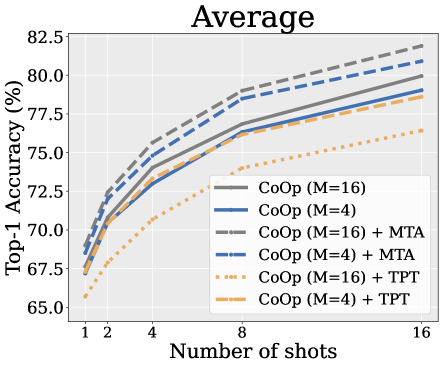 Average
Top-1 Accuracy (%)
82.5
80.0
77.5
75.0
72.5
70.0
67.5
65.0
CoOp (M=16)
CoOp (M=4)
CoOp (M=16) + MTA
CoOp (M=4) + MTA
CoOp (M=16) + TPT
CoOp (M=4) + TPT
1 2 4 8 16
Number of shots